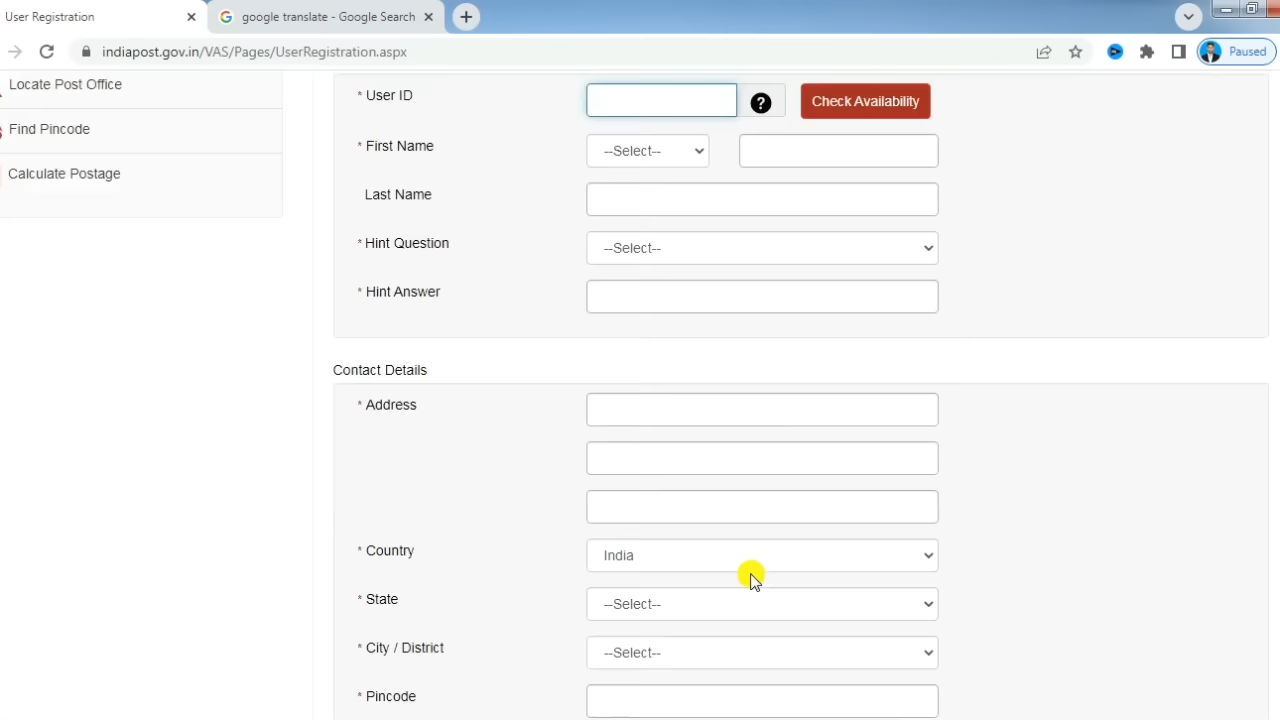 User Registration
google translate - Google Search
indiapost.gov.in/VAS/Pages/UserRegistration.aspx
Paused
Locate Post Office
Find Pincode
Calculate Postage
* User ID
?
Check Availability
* First Name
--Select--
Last Name
* Hint Question
--Select--
* Hint Answer
Contact Details
* Address
* Country
India
* State
--Select--
* City / District
--Select--
* Pincode